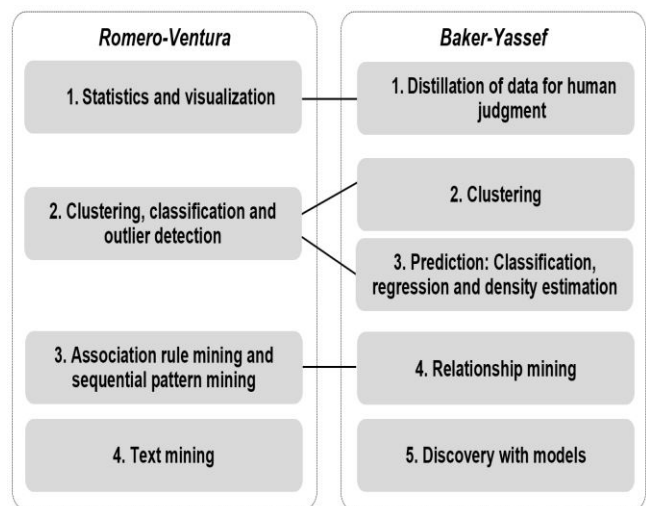 Romero-Ventura
1. Statistics and visualization
2. Clustering, classification and
outlier detection
3. Association rule mining and
sequential pattern mining
4. Text mining
Baker-Yassef
1. Distillation of data for human
judgment
2. Clustering
3. Prediction: Classification,
regression and density estimation
4. Relationship mining
5. Discovery with models